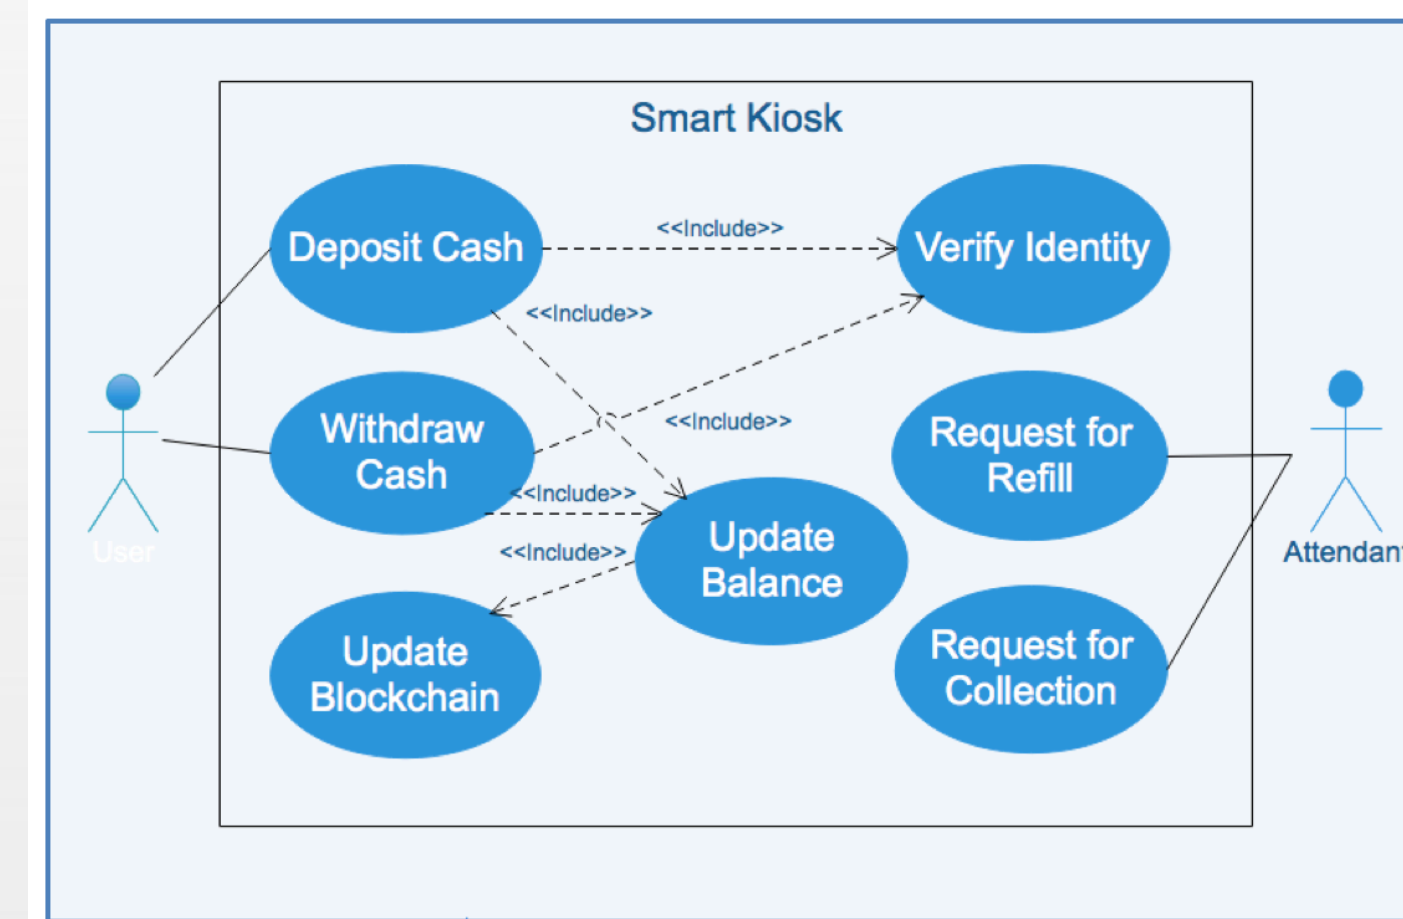 Smart Kiosk
Deposit Cash
<<Include>>
Verify Identity
<<Include>>
Withdraw
Cash
<<Include>>
Request for
Refill
<<Include>>
Update
Balance
<<Include>>
User
Attendant
Update
Blockchain
Request for
Collection